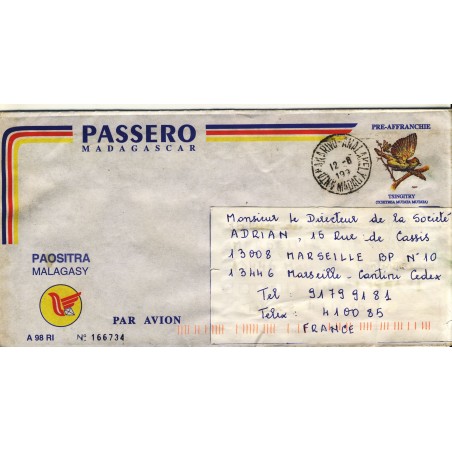 PASSERO
MADAGASCAR
PRE-AFFRANCHIE
12-8
199
TSINGITRY
PAOSITRA
MALAGASY
PAR AVION
A 98 RI N° 166734
Monsieur le Directeur de la Société
ADRIAN, 15 Rue de Cassis
13008 MARSEILLE BP N°10
13446 Marseille - Cantini Cedex
Tel : 91 79 91 81
Telex : 410085
FRANCE